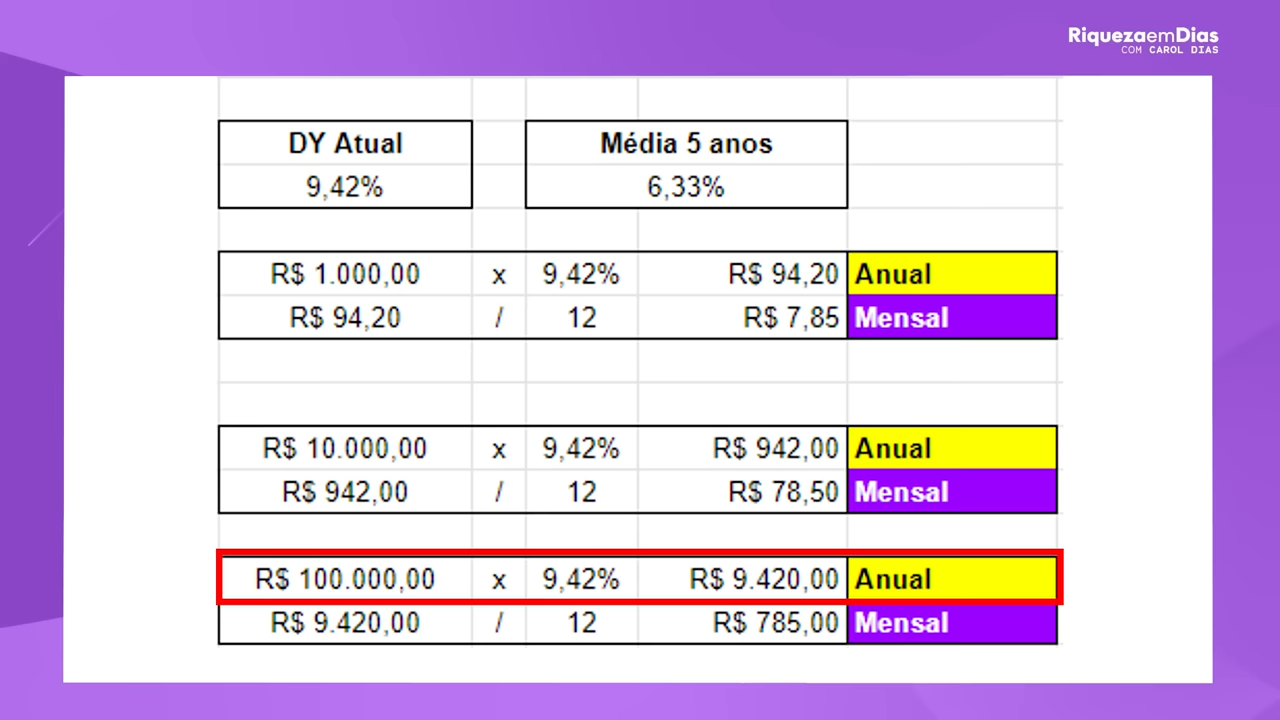 RiquezaemDias
COM CAROL DIAS
DY Atual Média 5 anos
9,42% 6,33%
R$ 1.000,00 x 9,42% R$ 94,20 Anual
R$ 94,20 / 12 R$ 7,85 Mensal
R$ 10.000,00 x 9,42% R$ 942,00 Anual
R$ 942,00 / 12 R$ 78,50 Mensal
R$ 100.000,00 x 9,42% R$ 9.420,00 Anual
R$ 9.420,00 / 12 R$ 785,00 Mensal